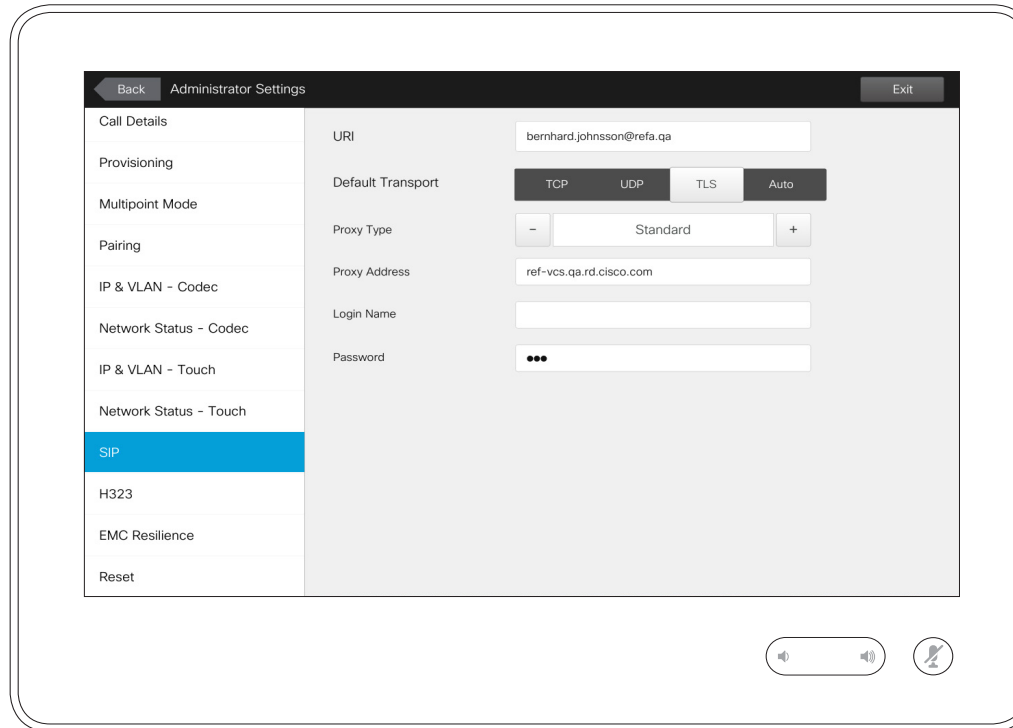 Back
Administrator Settings
Exit
Call Details
Provisioning
Multipoint Mode
Pairing
IP & VLAN - Codec
Network Status - Codec
IP & VLAN - Touch
Network Status - Touch
SIP
H323
EMC Resilience
Reset
URI
bernhard.johnsson@refa.qa
Default Transport
TCP UDP TLS Auto
Proxy Type
- Standard +
Proxy Address
ref-vcs.qa.rd.cisco.com
Login Name
Password
●●●